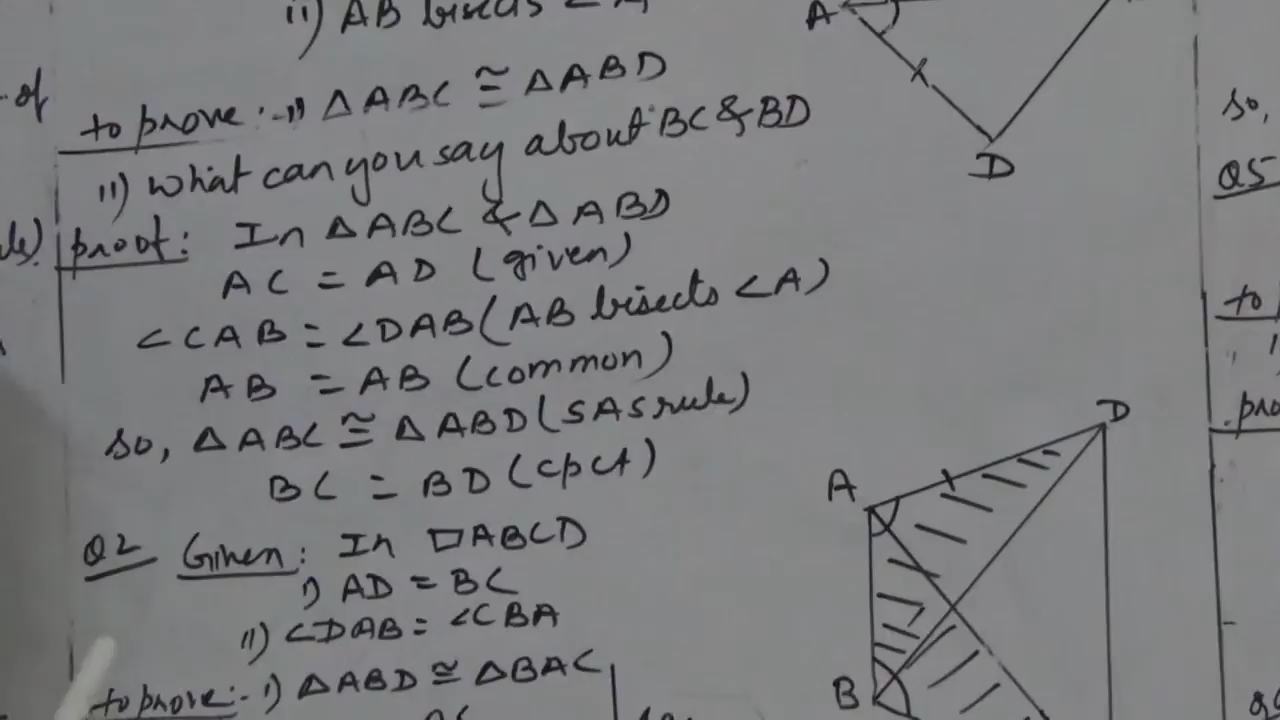 ii) AB bisects <A,
of
to prove:- i) △ABC ≅ △ABD
ii) What can you say about BC & BD
proof: In △ABC & △ABD
AC = AD (given)
<CAB = <DAB (AB bisects <A)
AB = AB (common)
so, △ABC ≅ △ABD (SAS rule)
BC = BD (cpct)
Q2 Given: In □ABCD
i) AD = BC
ii) <DAB = <CBA
to prove:- i) △ABD ≅ △BAC
A
D
D
A
B
so,
Q5
to